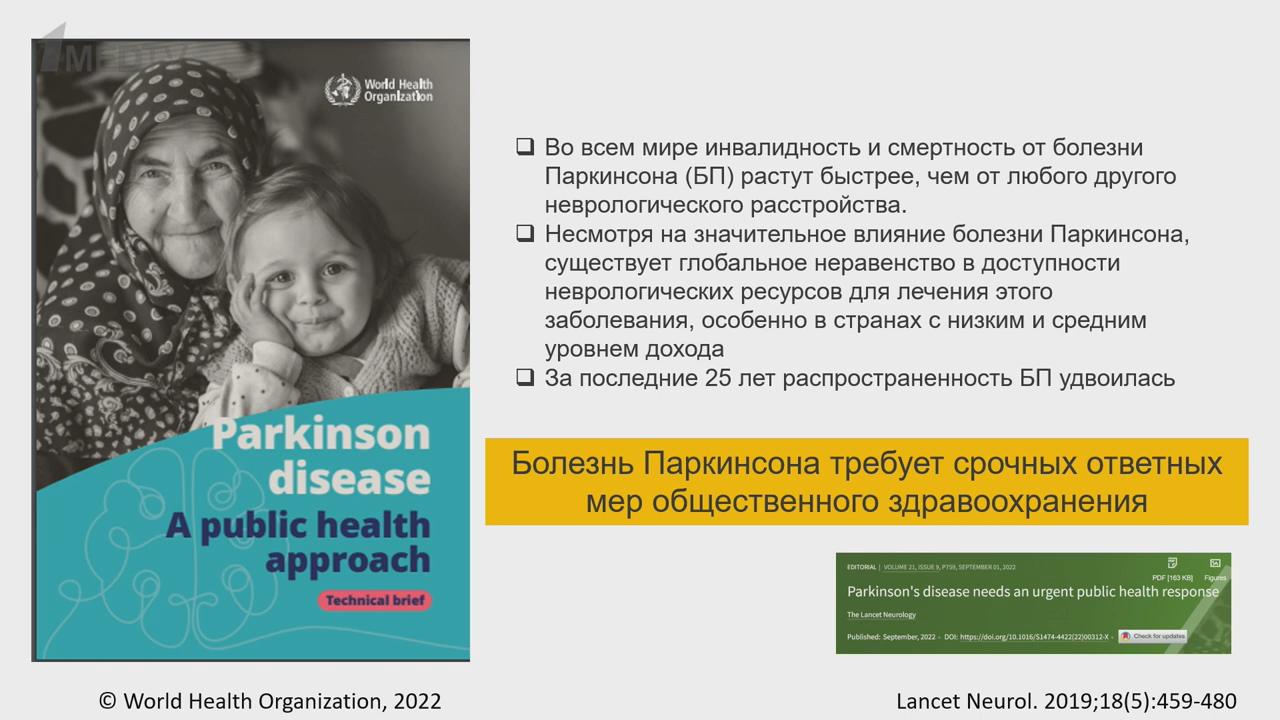 1MEDTV
World Health
Organization
Parkinson
disease
A public health
approach
Technical brief
❑ Во всем мире инвалидность и смертность от болезни
Паркинсона (БП) растут быстрее, чем от любого другого
неврологического расстройства.
❑ Несмотря на значительное влияние болезни Паркинсона,
существует глобальное неравенство в доступности
неврологических ресурсов для лечения этого
заболевания, особенно в странах с низким и средним
уровнем дохода
❑ За последние 25 лет распространенность БП удвоилась
Болезнь Паркинсона требует срочных ответных
мер общественного здравоохранения
EDITORIAL | VOLUME 21, ISSUE 9, P759, SEPTEMBER 01, 2022
PDF [163 KB] Figures
Parkinson's disease needs an urgent public health response
The Lancet Neurology
Published: September, 2022 • DOI: https://doi.org/10.1016/S1474-4422(22)00312-X • Check for updates
© World Health Organization, 2022
Lancet Neurol. 2019;18(5):459-480